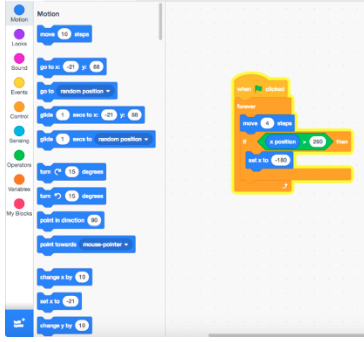 Motion
Looks
Sound
Events
Control
Sensing
Operators
Variables
My Blocks
Motion
move 10 steps
go to x: -21 y: 88
go to random position
glide 1 secs to x: -21 y: 88
glide 1 secs to random position
turn 15 degrees
turn 15 degrees
point in direction 90
point towards mouse-pointer
change x by 10
set x to -21
change y by 10
when clicked
forever
move 4 steps
if x position > 260 then
set x to -180